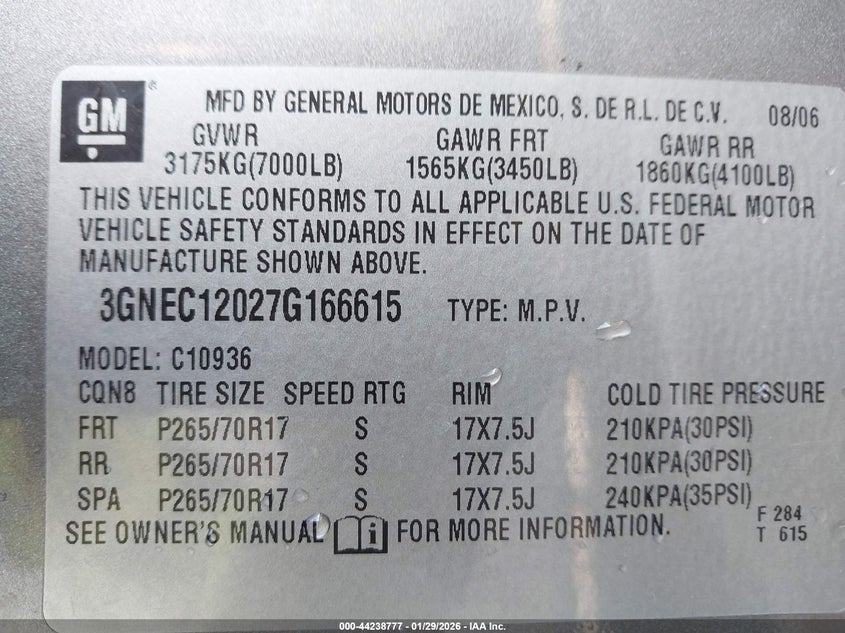 GM
®
MFD BY GENERAL MOTORS DE MEXICO, S. DE R.L. DE C.V. 08/06
GVWR GAWR FRT GAWR RR
3175KG(7000LB) 1565KG(3450LB) 1860KG(4100LB)
THIS VEHICLE CONFORMS TO ALL APPLICABLE U.S. FEDERAL MOTOR
VEHICLE SAFETY STANDARDS IN EFFECT ON THE DATE OF
MANUFACTURE SHOWN ABOVE.
3GNEC12027G166615 TYPE: M.P.V.
MODEL: C10936
CQN8 TIRE SIZE SPEED RTG RIM COLD TIRE PRESSURE
FRT P265/70R17 S 17X7.5J 210KPA(30PSI)
RR P265/70R17 S 17X7.5J 210KPA(30PSI)
SPA P265/70R17 S 17X7.5J 240KPA(35PSI)
F 284
SEE OWNER'S MANUAL i FOR MORE INFORMATION.
T 615
000-44238777 - 01/29/2026 - IAA Inc.